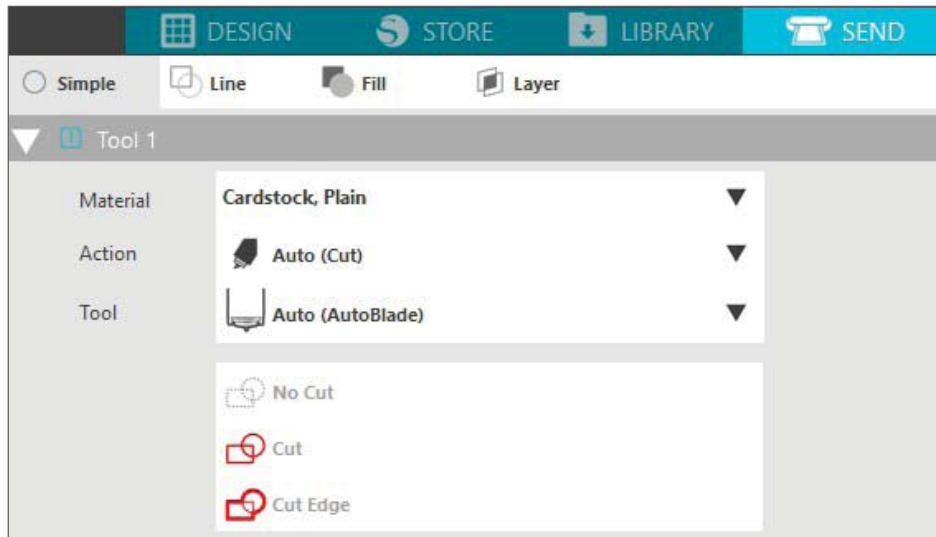 DESIGN STORE LIBRARY SEND
Simple Line Fill Layer
Tool 1
Material Cardstock, Plain
Action Auto (Cut)
Tool Auto (AutoBlade)
No Cut
Cut
Cut Edge